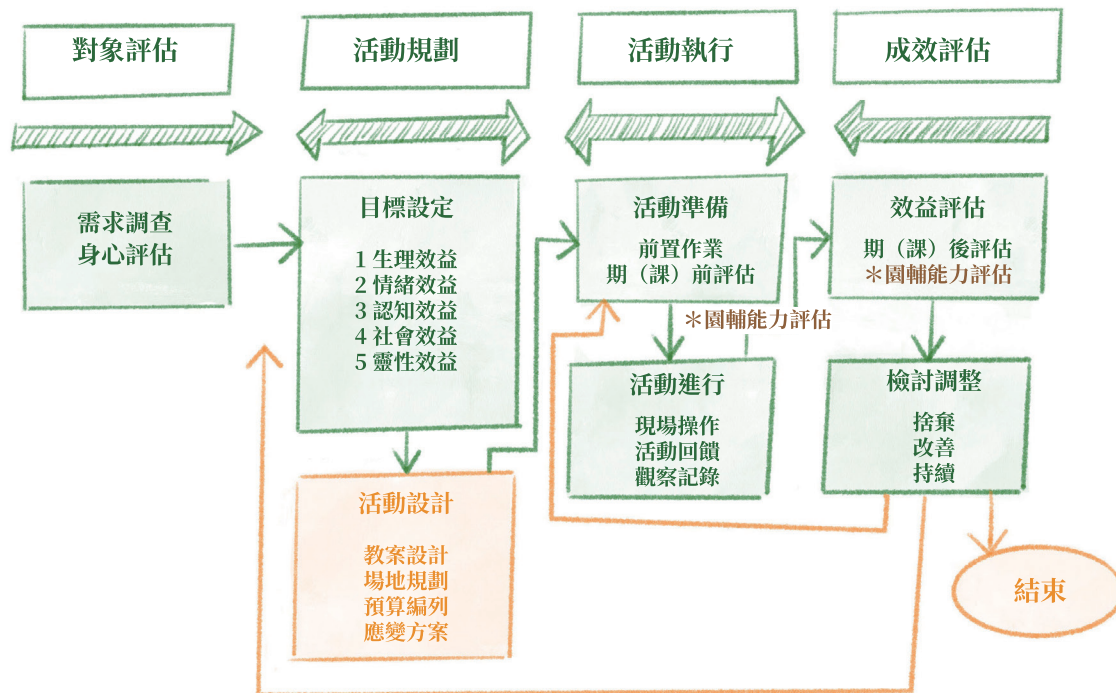 對象評估
活動規劃
活動執行
成效評估
需求調查
身心評估
目標設定
1 生理效益
2 情緒效益
3 認知效益
4 社會效益
5 靈性效益
活動設計
教案設計
場地規劃
預算編列
應變方案
活動準備
前置作業
期（課）前評估
＊園輔能力評估
活動進行
現場操作
活動回饋
觀察記錄
效益評估
期（課）後評估
＊園輔能力評估
檢討調整
捨棄
改善
持續
結束